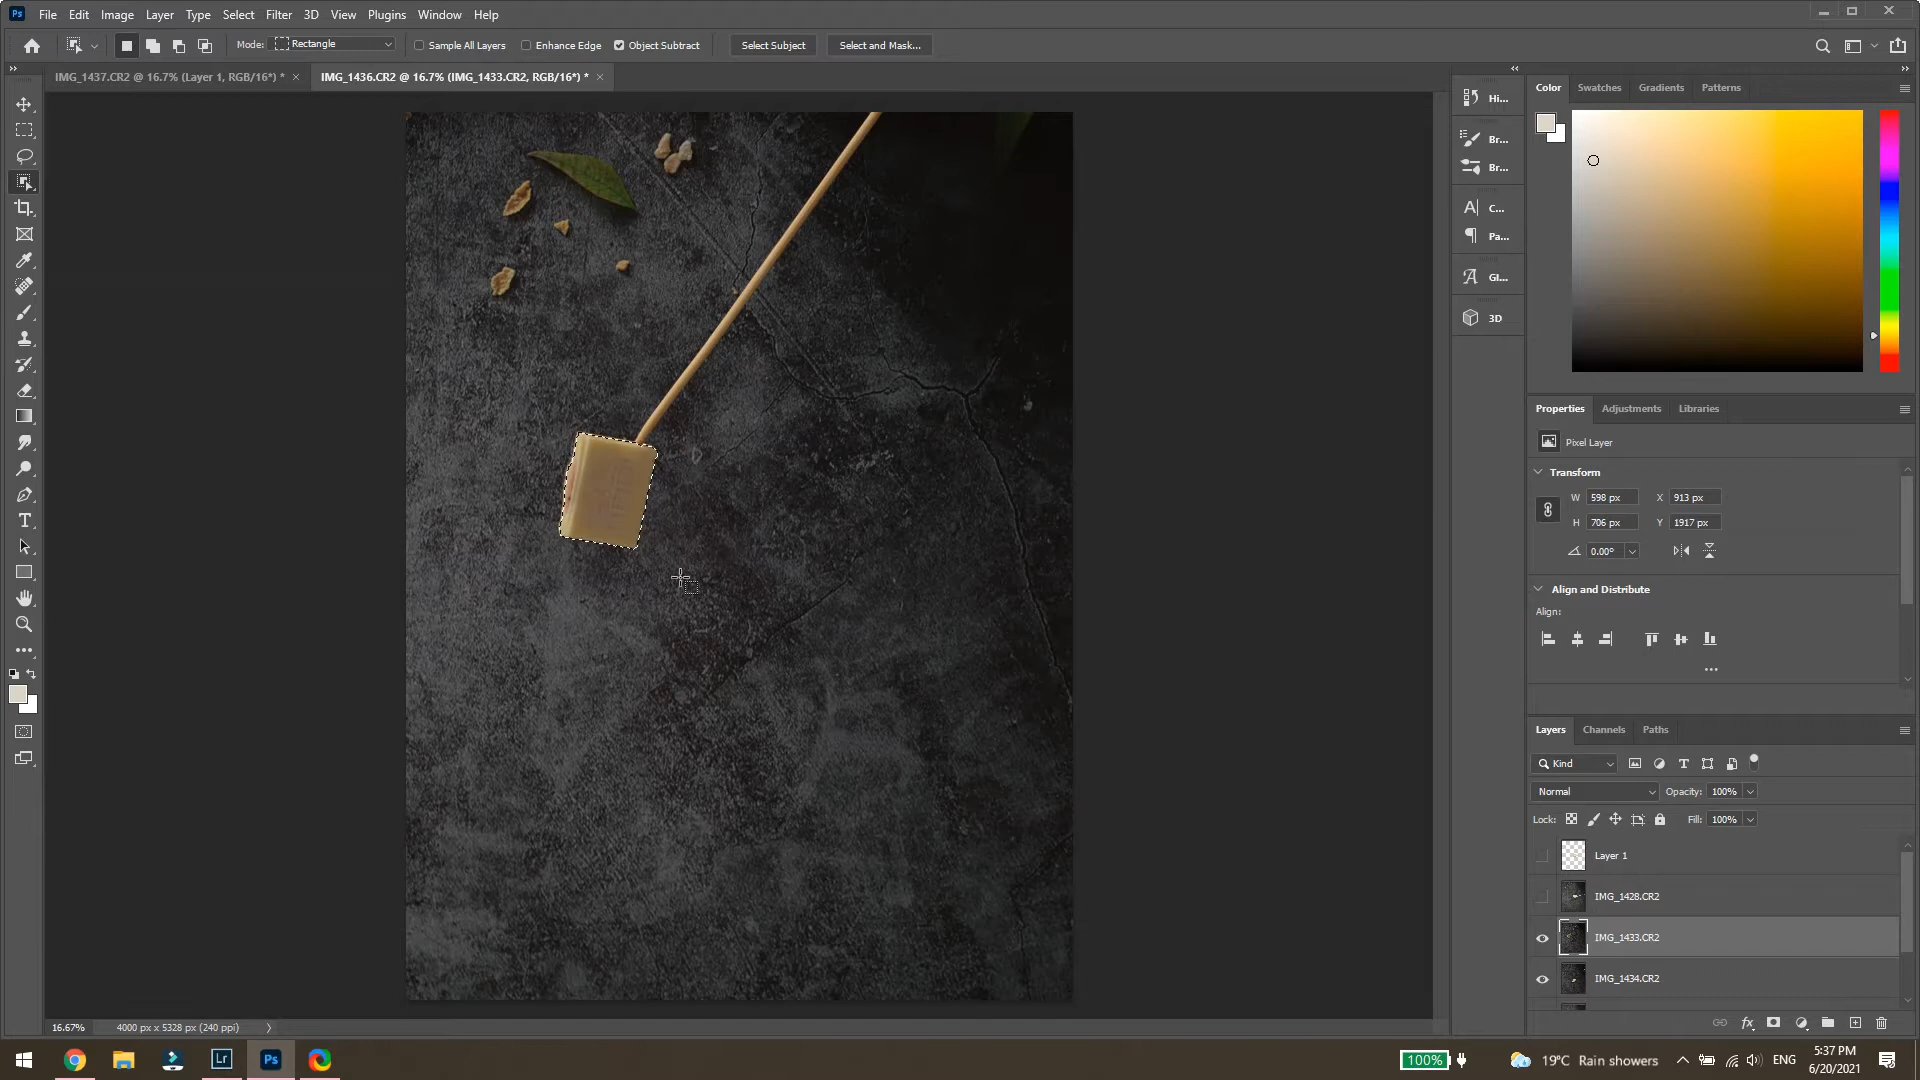 Ps File Edit Image Layer Type Select Filter 3D View Plugins Window Help
Mode: Rectangle Sample All Layers Enhance Edge Object Subtract Select Subject Select and Mask...
IMG_1437.CR2 @ 16.7% (Layer 1, RGB/16*) * × IMG_1436.CR2 @ 16.7% (IMG_1433.CR2, RGB/16*) * ×
Color Swatches Gradients Patterns
Hi...
Br...
Br...
C...
Pa...
Gl...
3D
Properties Adjustments Libraries
Pixel Layer
Transform
W 598 px X 913 px
H 706 px Y 1917 px
0.00°
Align and Distribute
Align:
Layers Channels Paths
Kind
Normal Opacity: 100%
Lock: Fill: 100%
Layer 1
IMG_1428.CR2
IMG_1433.CR2
IMG_1434.CR2
fx
16.67% 4000 px x 5328 px (240 ppi)
Lr Ps 100% 19°C Rain showers ENG 5:37 PM
6/20/2021